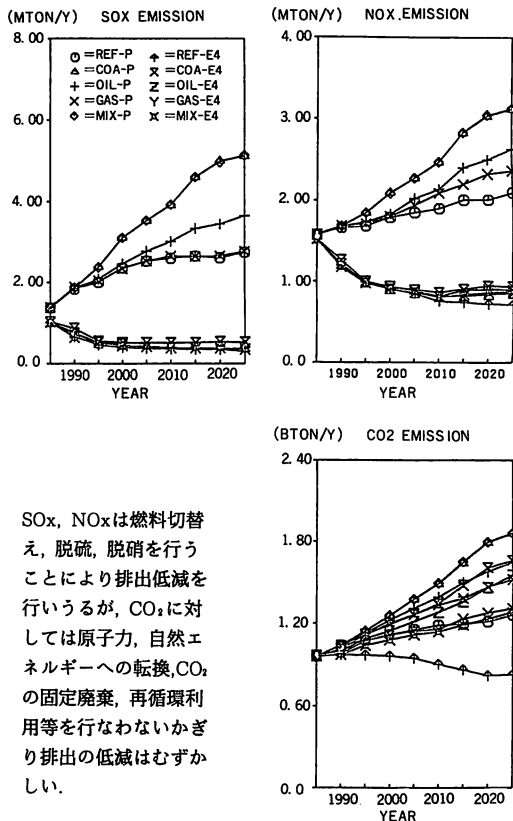 (MTON/Y) SOX EMISSION
8.00
6.00
4.00
2.00
0.0
=REF-P =REF-E4
=COA-P =COA-E4
=OIL-P =OIL-E4
=GAS-P =GAS-E4
=MIX-P =MIX-E4
1990 2000 2010 2020
YEAR
(MTON/Y) NOX.EMISSION
4.00
3.00
2.00
1.00
0.0
1990 2000 2010 2020
YEAR
(BTON/Y) CO2 EMISSION
2.40
1.80
1.20
0.60
0.0
1990 2000 2010 2020
YEAR
SOx, NOxは燃料切替
え, 脱硫, 脱硝を行う
ことにより排出低減を
行いうるが, CO₂に対
しては原子力, 自然エ
ネルギーへの転換,CO₂
の固定廃棄, 再循環利
用等を行なわないかぎ
り排出の低減はむずか
しい.